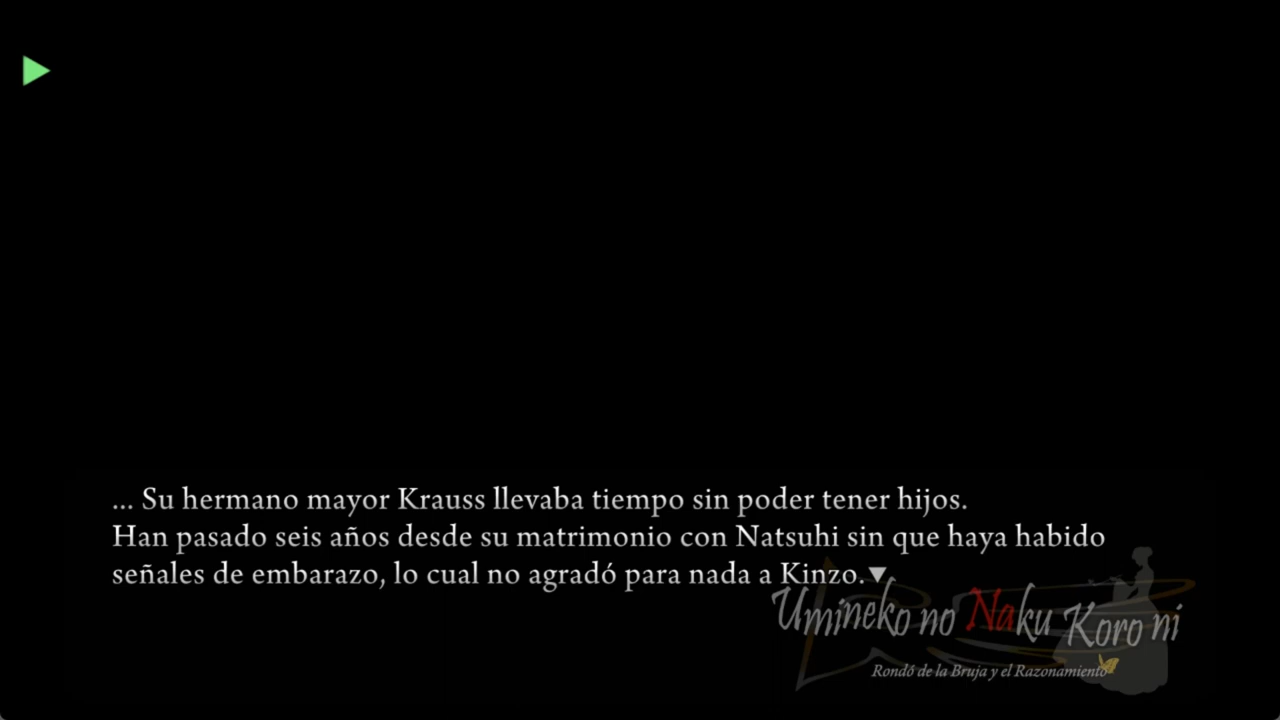 ... Su hermano mayor Krauss llevaba tiempo sin poder tener hijos.
Han pasado seis años desde su matrimonio con Natsuhi sin que haya habido
señales de embarazo, lo cual no agradó para nada a Kinzo.▼
Umineko no Naku Koro ni
Rondó de la Bruja y el Razonamiento